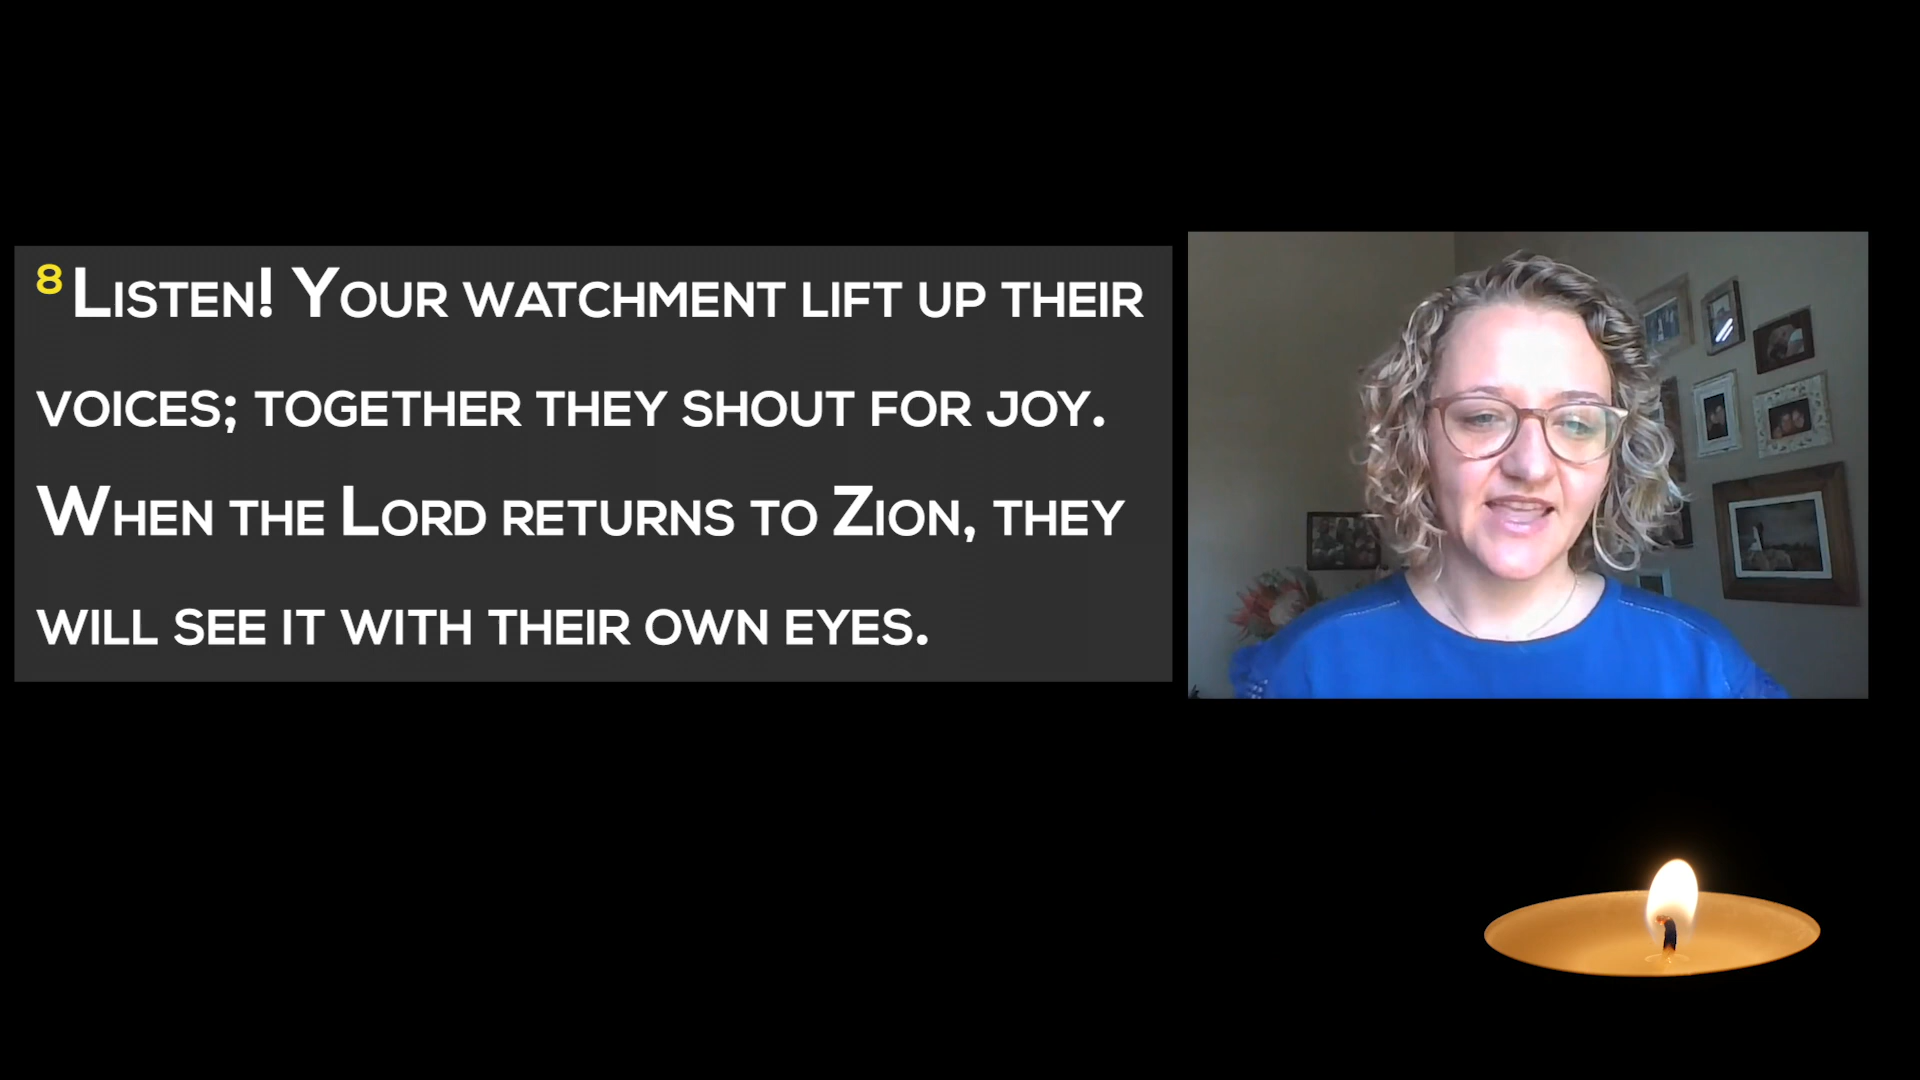 8 Listen! Your watchment lift up their
voices; together they shout for joy.
When the Lord returns to Zion, they
will see it with their own eyes.